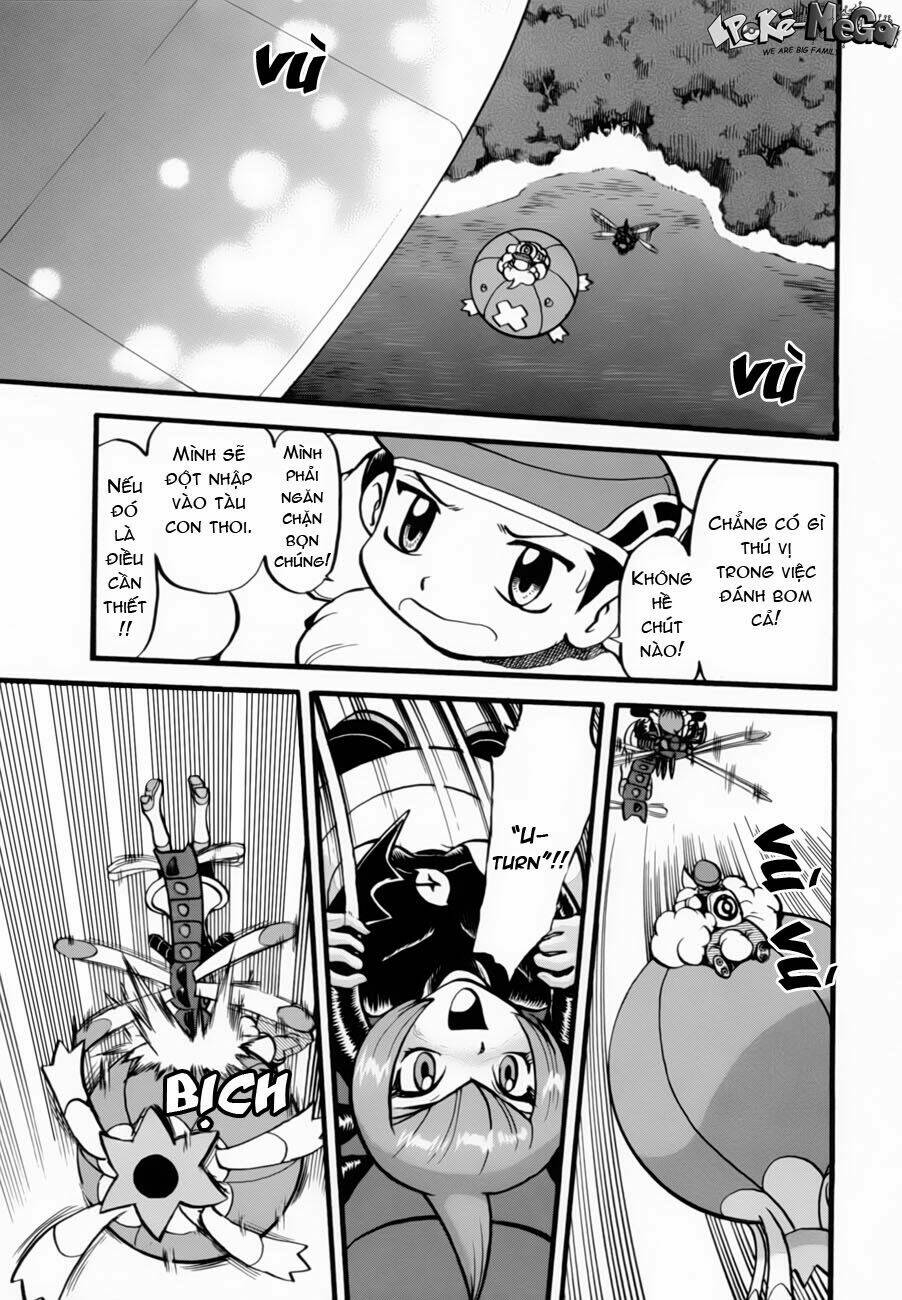 Poké-Mega
WE ARE BIG FAMILY
VÙ
VÙ
CHẲNG CÓ GÌ
THÚ VỊ
TRONG VIỆC
ĐÁNH BOM
CẢ!
KHÔNG
HỀ
CHÚT
NÀO!
MÌNH
PHẢI
NGĂN
CHẶN
BỌN
CHÚNG!
MÌNH SẼ
ĐỘT NHẬP
VÀO TÀU
CON THOI.
NẾU
ĐÓ
LÀ
ĐIỀU
CẦN
THIẾT
!!
VÚ
VÚ
"U-
TURN"!!
BỊCH